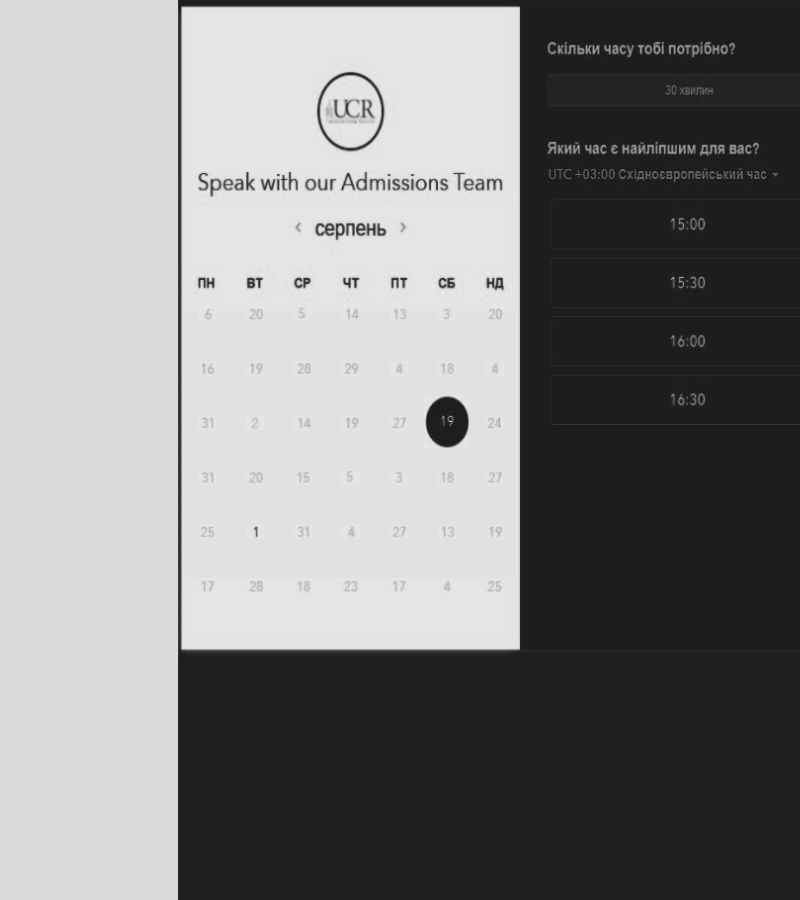 UCR
Speak with our Admissions Team
‹ серпень ›
ПН ВТ СР ЧТ ПТ СБ НД
6 20 5 14 13 3 20
16 19 28 29 4 18 4
31 2 14 19 27 19 24
31 20 15 5 3 18 27
25 1 31 4 27 13 19
17 28 18 23 17 4 25
Скільки часу тобі потрібно?
30 хвилин
Який час є найліпшим для вас?
UTC +03:00 Східноєвропейський час
15:00
15:30
16:00
16:30